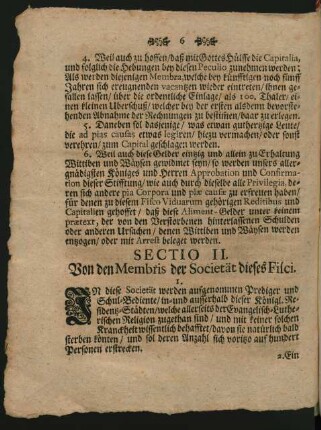 6
4. Weil auch zu hoffen/ daß mit Gottes Hülffe die Capitalia,
und folglich die Hebungen bey diesen Peculio zunehmen werden;
Als werden diejenigen Membra, welche bey künfftigen noch fünff
Jahren sich ereugnenden vacantzen wieder eintreten/ ihnen ge-
fallen lassen/ über die ordentliche Einlage/ als 100. Thaler ei-
nen kleinen Uberschuß/ welcher bey der ersten alsdenn bevorste-
henden Abnahme der Rechnungen zu bestimen/ baar zu erlegen.
5. Daneben sol dasjenige/ was etwan gutherzige Leute/
die ad pias causas etwas legiren/ hiezu vermachen/ oder sonst
verehren/ zum Capital geschlagen werden.
6. Weil auch diese Gelder einzig und allein zu Erhaltung
Wittiben und Wäysen gewidmet seyn/ so werden unsers aller-
gnädigsten Königes und Herren Approbation und Confirma-
rion dieser Stifftung/ wie auch durch dieselbe alle Privilegia, de-
ren sich andere pia Corpora und piæ causæ zu erfreuen haben/
für denen zu diesem Fisco Viduarum gehörigen Reditibus und
Capitalien gehoffet/ daß diese Aliment-Gelder unter keinem
prætext, der von den Verstorbenen hinterlassenen Schulden
oder anderen Ursachen/ denen Wittiben und Wäysen werden
entzogen/ oder mit Arrest beleget werden.
SECTIO II.
Von den Membris der Societät dieses Fisci.
1.
IN diese Societät werden aufgenommen Prediger und
Schul-Bediente/ in- und ausserhalb dieser Königl. Re-
sidentz-Städten/ welche allerseits der Evangelisch-Luthe-
rischen Religion zugethan sind/ und mit keiner solchen
Kranckheit wissentlich behafftet/ davon sie natürlich bald
sterben könten/ und sol deren Anzahl sich voritzo auf hundert
Personen erstrecken.
2. Ein